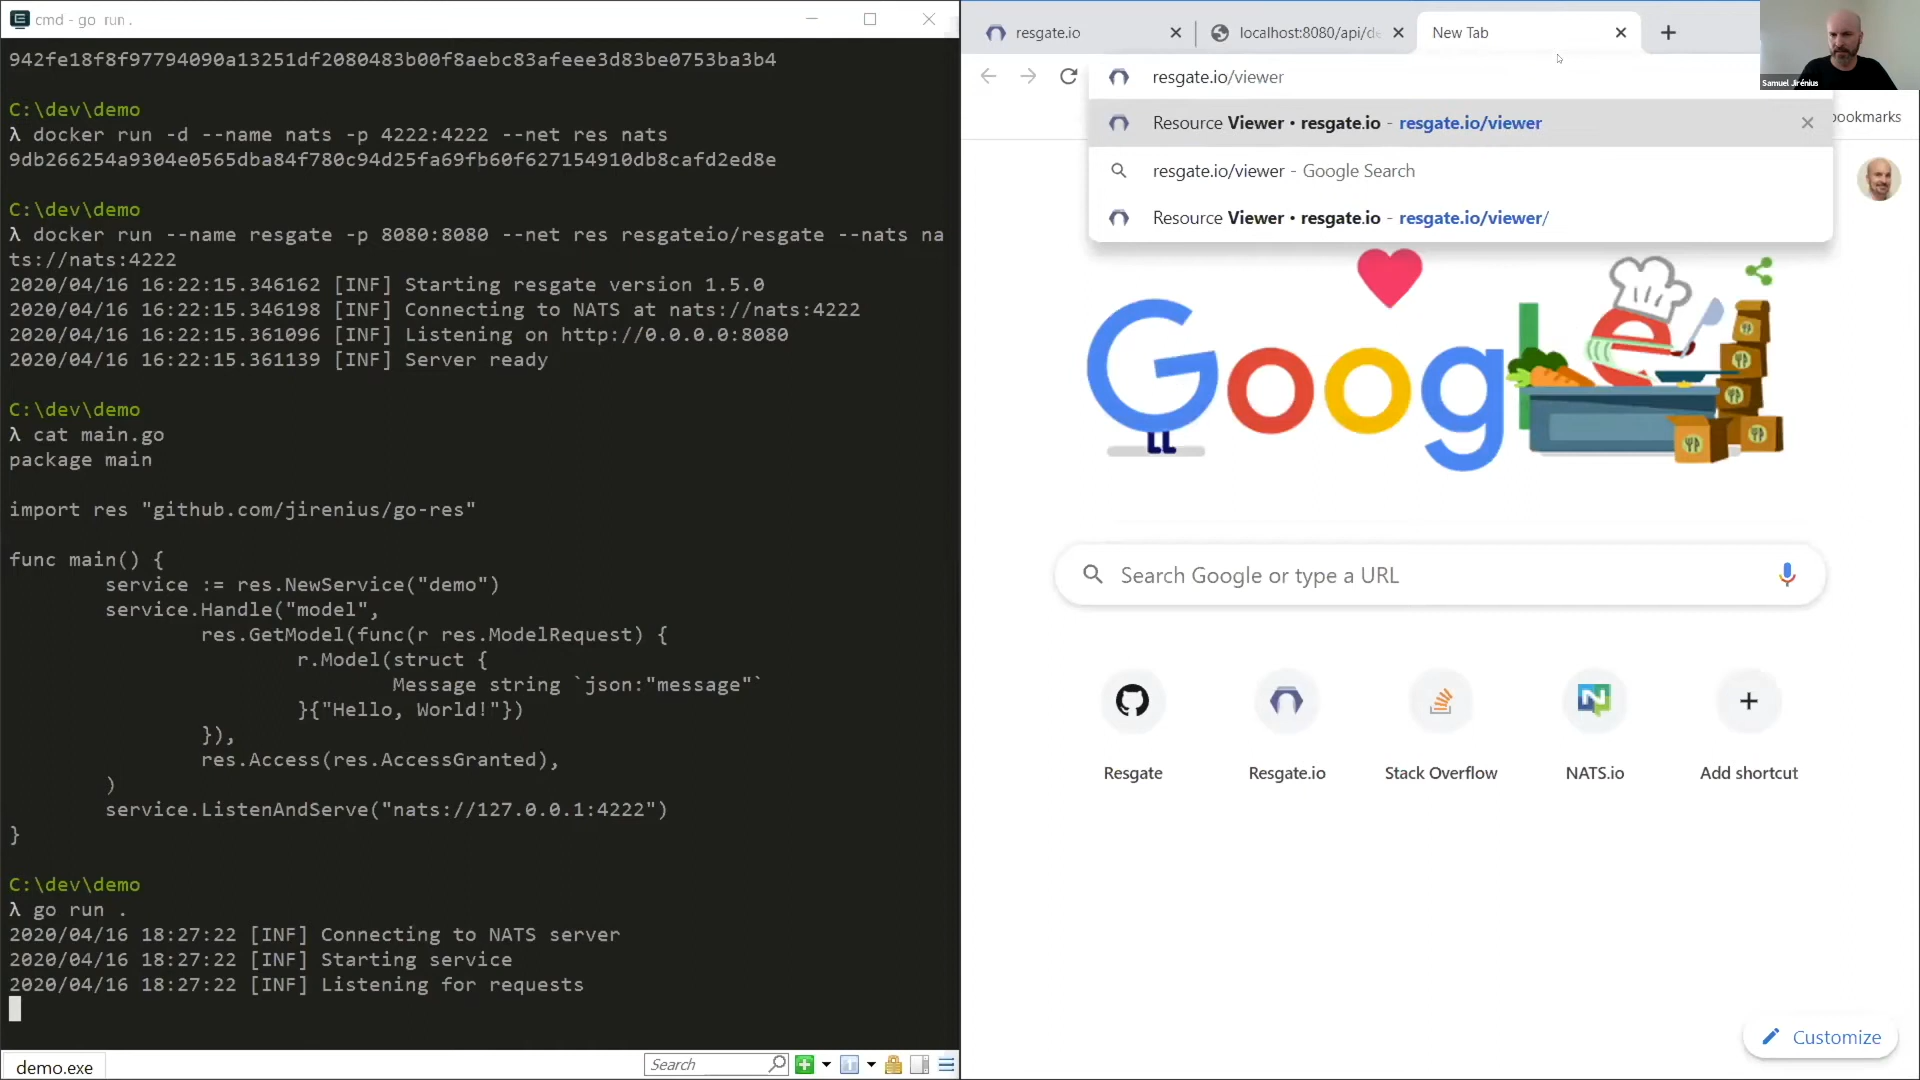 cmd - go run .
942fe18f8f97794090a13251df2080483b00f8aebc83afeee3d83be0753ba3b4
C:\dev\demo
λ docker run -d --name nats -p 4222:4222 --net res nats
9db266254a9304e0565dba84f780c94d25fa69fb60f627154910db8cafd2ed8e
C:\dev\demo
λ docker run --name resgate -p 8080:8080 --net res resgateio/resgate --nats na
ts://nats:4222
2020/04/16 16:22:15.346162 [INF] Starting resgate version 1.5.0
2020/04/16 16:22:15.346198 [INF] Connecting to NATS at nats://nats:4222
2020/04/16 16:22:15.361096 [INF] Listening on http://0.0.0.0:8080
2020/04/16 16:22:15.361139 [INF] Server ready
C:\dev\demo
λ cat main.go
package main
import res "github.com/jirenius/go-res"
func main() {
service := res.NewService("demo")
service.Handle("model",
res.GetModel(func(r res.ModelRequest) {
r.Model(struct {
Message string `json:"message"`
}{"Hello, World!"})
}),
res.Access(res.AccessGranted),
)
service.ListenAndServe("nats://127.0.0.1:4222")
}
C:\dev\demo
λ go run .
2020/04/16 18:27:22 [INF] Connecting to NATS server
2020/04/16 18:27:22 [INF] Starting service
2020/04/16 18:27:22 [INF] Listening for requests
demo.exe
Search
resgate.io
localhost:8080/api/de
New Tab
resgate.io/viewer
Resource Viewer • resgate.io - resgate.io/viewer
resgate.io/viewer - Google Search
Resource Viewer • resgate.io - resgate.io/viewer/
bookmarks
Samuel Jirénius
Google
Search Google or type a URL
Resgate
Resgate.io
Stack Overflow
NATS.io
Add shortcut
Customize